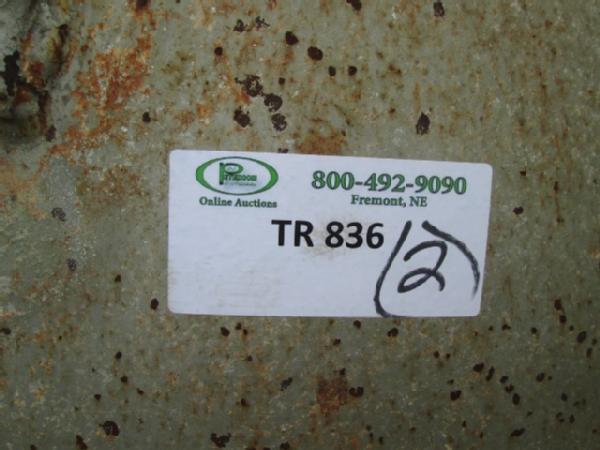 800-492-9090
Online Auctions
Fremont, NE
TR 836 (2)